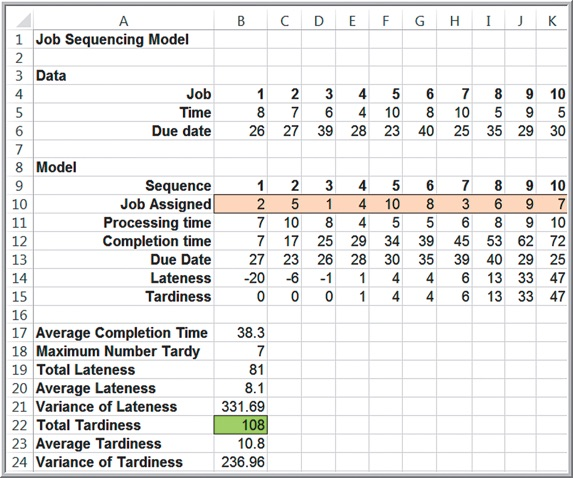 A B C D E F G H I J K
1 Job Sequencing Model
2
3 Data
4 Job 1 2 3 4 5 6 7 8 9 10
5 Time 8 7 6 4 10 8 10 5 9 5
6 Due date 26 27 39 28 23 40 25 35 29 30
7
8 Model
9 Sequence 1 2 3 4 5 6 7 8 9 10
10 Job Assigned 2 5 1 4 10 8 3 6 9 7
11 Processing time 7 10 8 4 5 5 6 8 9 10
12 Completion time 7 17 25 29 34 39 45 53 62 72
13 Due Date 27 23 26 28 30 35 39 40 29 25
14 Lateness -20 -6 -1 1 4 4 6 13 33 47
15 Tardiness 0 0 0 1 4 4 6 13 33 47
16
17 Average Completion Time 38.3
18 Maximum Number Tardy 7
19 Total Lateness 81
20 Average Lateness 8.1
21 Variance of Lateness 331.69
22 Total Tardiness 108
23 Average Tardiness 10.8
24 Variance of Tardiness 236.96